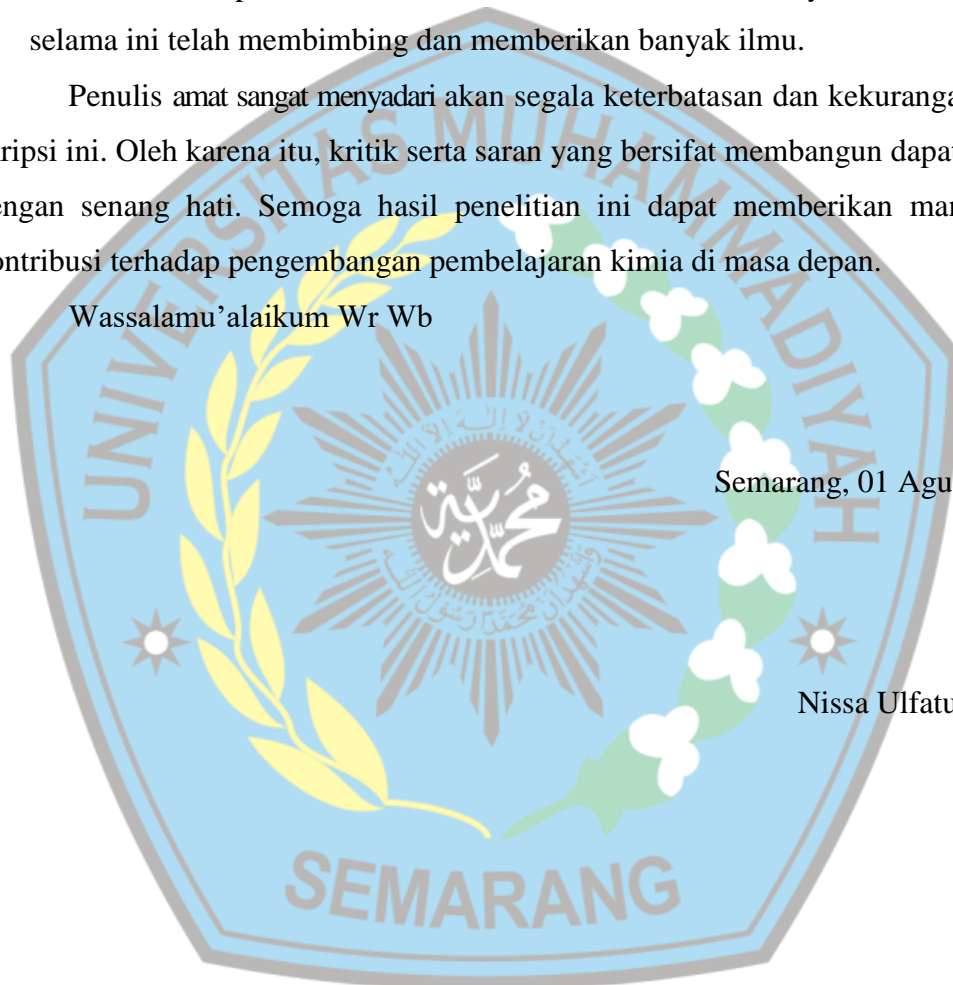 selama ini telah membimbing dan memberikan banyak ilmu.
Penulis amat sangat menyadari akan segala keterbatasan dan kekuranga
ripsi ini. Oleh karena itu, kritik serta saran yang bersifat membangun dapat
engan senang hati. Semoga hasil penelitian ini dapat memberikan man
ontribusi terhadap pengembangan pembelajaran kimia di masa depan.
Wassalamu’alaikum Wr Wb
UNIVERSITAS MUHAMMADIYAH
Semarang, 01 Agu
محمدية
Nissa Ulfatu
SEMARANG